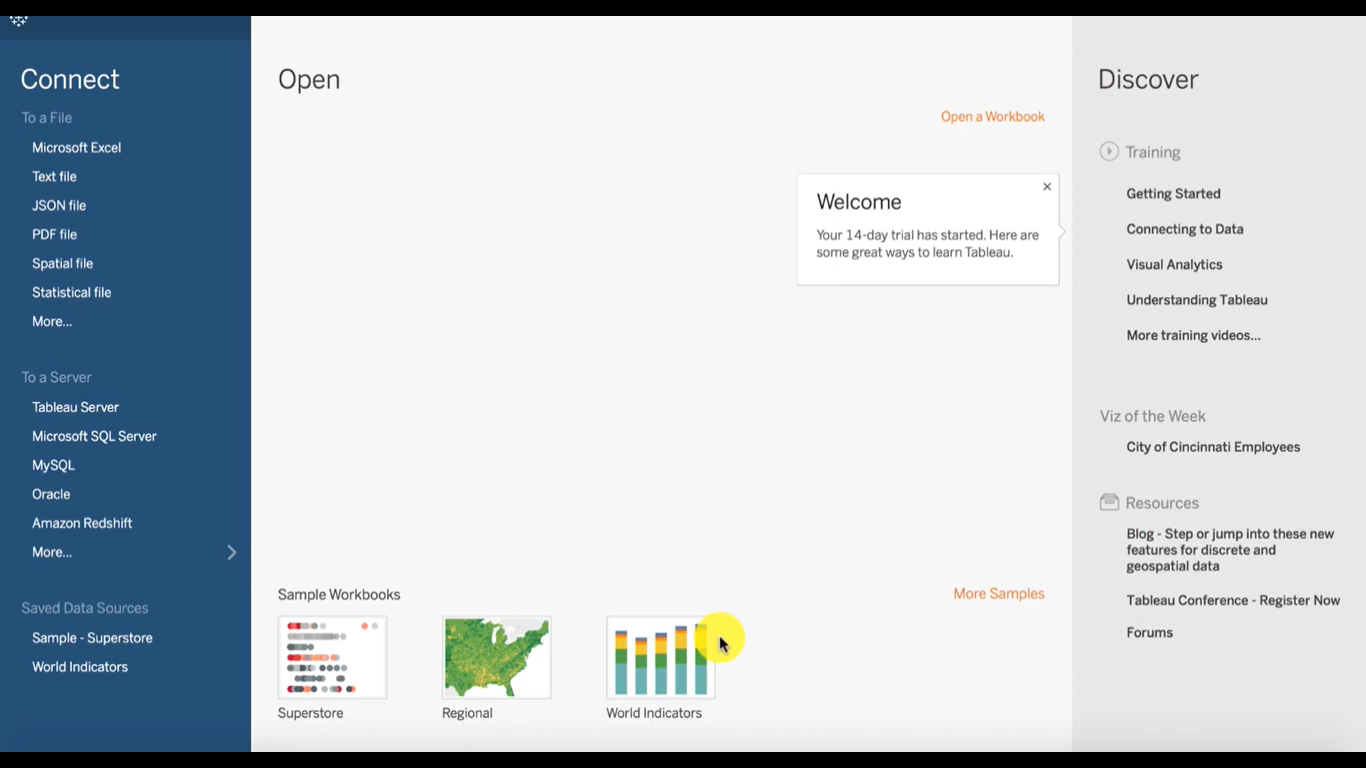 Connect
To a File
Microsoft Excel
Text file
JSON file
PDF file
Spatial file
Statistical file
More...
To a Server
Tableau Server
Microsoft SQL Server
MySQL
Oracle
Amazon Redshift
More...
Saved Data Sources
Sample - Superstore
World Indicators
Open
Open a Workbook
Welcome
Your 14-day trial has started. Here are
some great ways to learn Tableau.
Sample Workbooks
More Samples
Superstore
Regional
World Indicators
Discover
Training
Getting Started
Connecting to Data
Visual Analytics
Understanding Tableau
More training videos...
Viz of the Week
City of Cincinnati Employees
Resources
Blog - Step or jump into these new
features for discrete and
geospatial data
Tableau Conference - Register Now
Forums